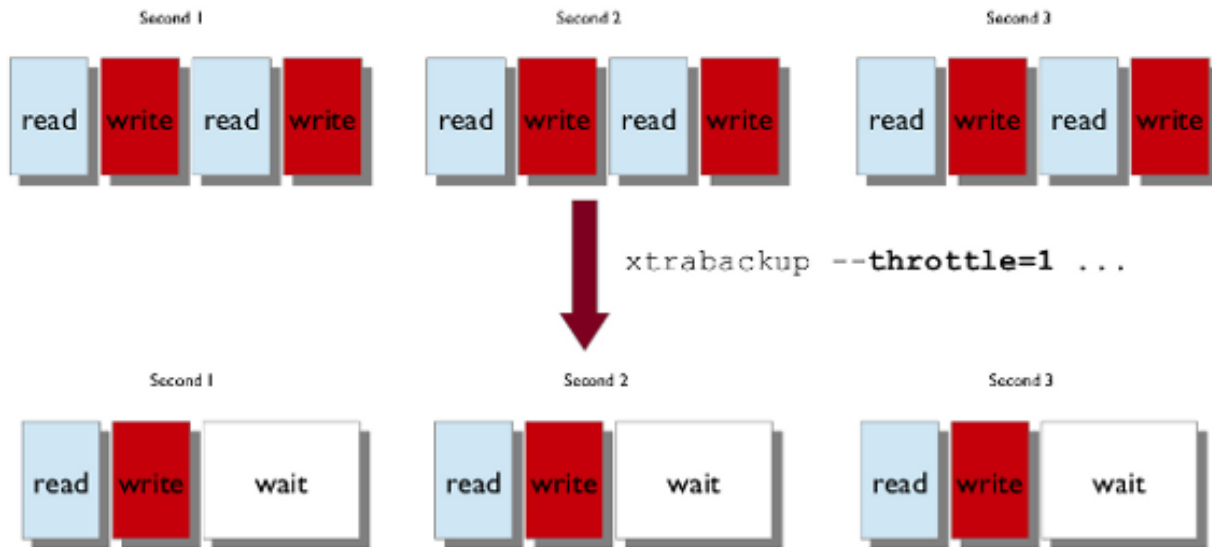 Second 1
Second 2
Second 3
read write read write
read write read write
read write read write
xtrabackup --throttle=1 ...
Second 1
Second 2
Second 3
read write wait
read write wait
read write wait